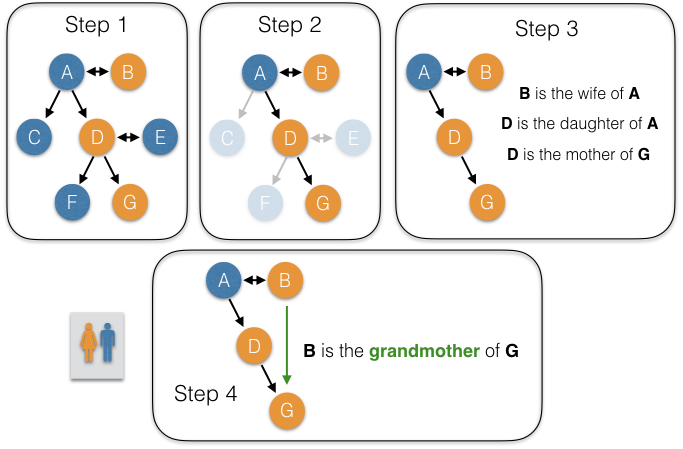 Step 1
A B
C D E
F G
Step 2
A B
C D E
F G
Step 3
A B
D
G
B is the wife of A
D is the daughter of A
D is the mother of G
Step 4
A B
D
G
B is the grandmother of G